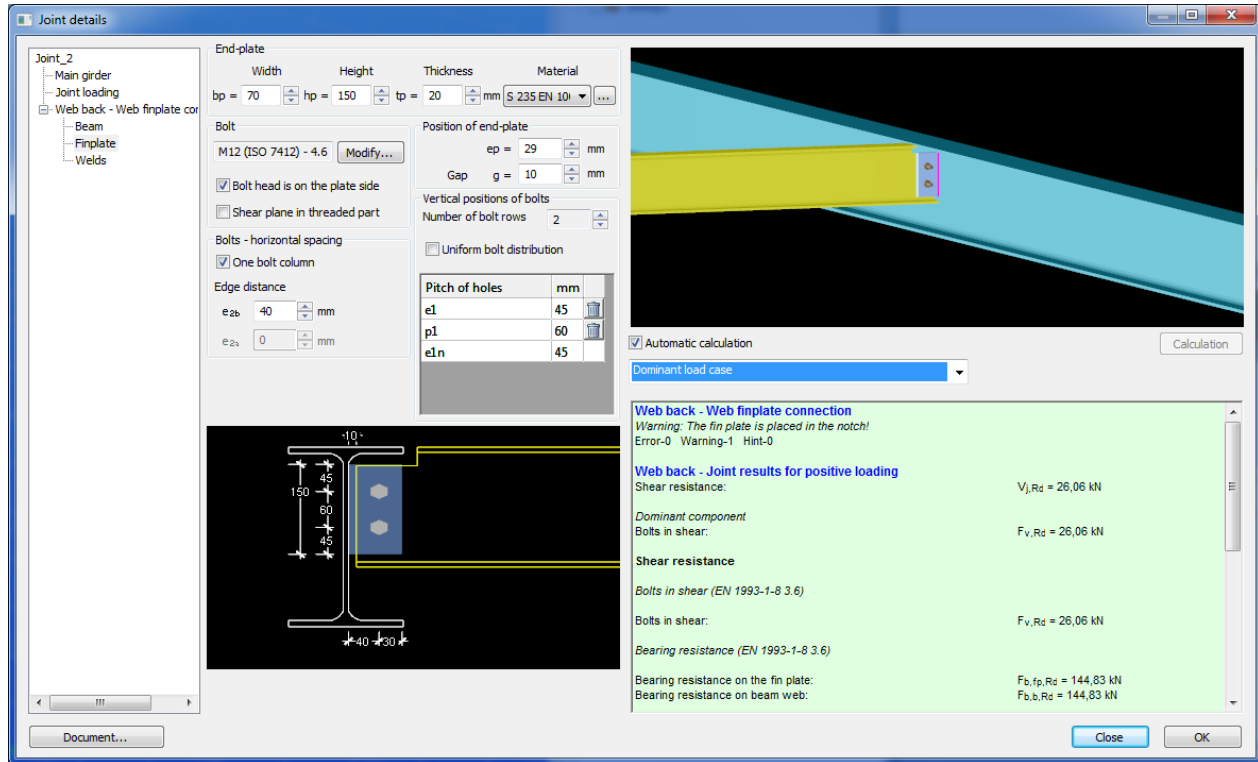 Joint details
Joint_2
Main girder
Joint loading
Web back - Web finplate cor
Beam
Finplate
Welds
End-plate
Width Height Thickness Material
bp = 70 hp = 150 tp = 20 mm S 235 EN 10 ...
Bolt
M12 (ISO 7412) - 4.6 Modify...
Bolt head is on the plate side
Shear plane in threaded part
Bolts - horizontal spacing
One bolt column
Edge distance
e2b 40 mm
e2s 0 mm
Position of end-plate
ep = 29 mm
Gap g = 10 mm
Vertical positions of bolts
Number of bolt rows 2
Uniform bolt distribution
Pitch of holes mm
e1 45
p1 60
e1n 45
10
45
150
60
45
40 30
Automatic calculation Calculation
Dominant load case
Web back - Web finplate connection
Warning: The fin plate is placed in the notch!
Error-0 Warning-1 Hint-0
Web back - Joint results for positive loading
Shear resistance: Vj,Rd = 26,06 kN
Dominant component
Bolts in shear: Fv,Rd = 26,06 kN
Shear resistance
Bolts in shear (EN 1993-1-8 3.6)
Bolts in shear: Fv,Rd = 26,06 kN
Bearing resistance (EN 1993-1-8 3.6)
Bearing resistance on the fin plate: Fb,fp,Rd = 144,83 kN
Bearing resistance on beam web: Fb,b,Rd = 144,83 kN
Document... Close OK